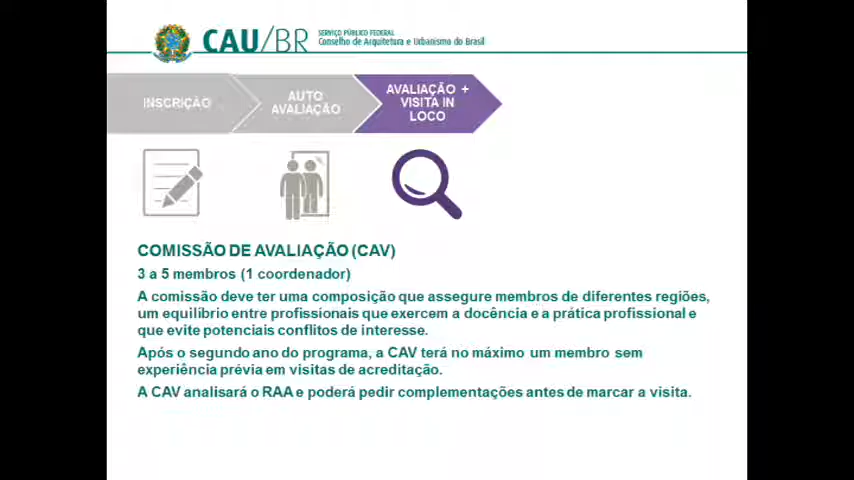 CAU/BR
SERVIÇO PÚBLICO FEDERAL
Conselho de Arquitetura e Urbanismo do Brasil
INSCRIÇÃO
AUTO
AVALIAÇÃO
AVALIAÇÃO +
VISITA IN
LOCO
COMISSÃO DE AVALIAÇÃO (CAV)
3 a 5 membros (1 coordenador)
A comissão deve ter uma composição que assegure membros de diferentes regiões,
um equilíbrio entre profissionais que exercem a docência e a prática profissional e
que evite potenciais conflitos de interesse.
Após o segundo ano do programa, a CAV terá no máximo um membro sem
experiência prévia em visitas de acreditação.
A CAV analisará o RAA e poderá pedir complementações antes de marcar a visita.